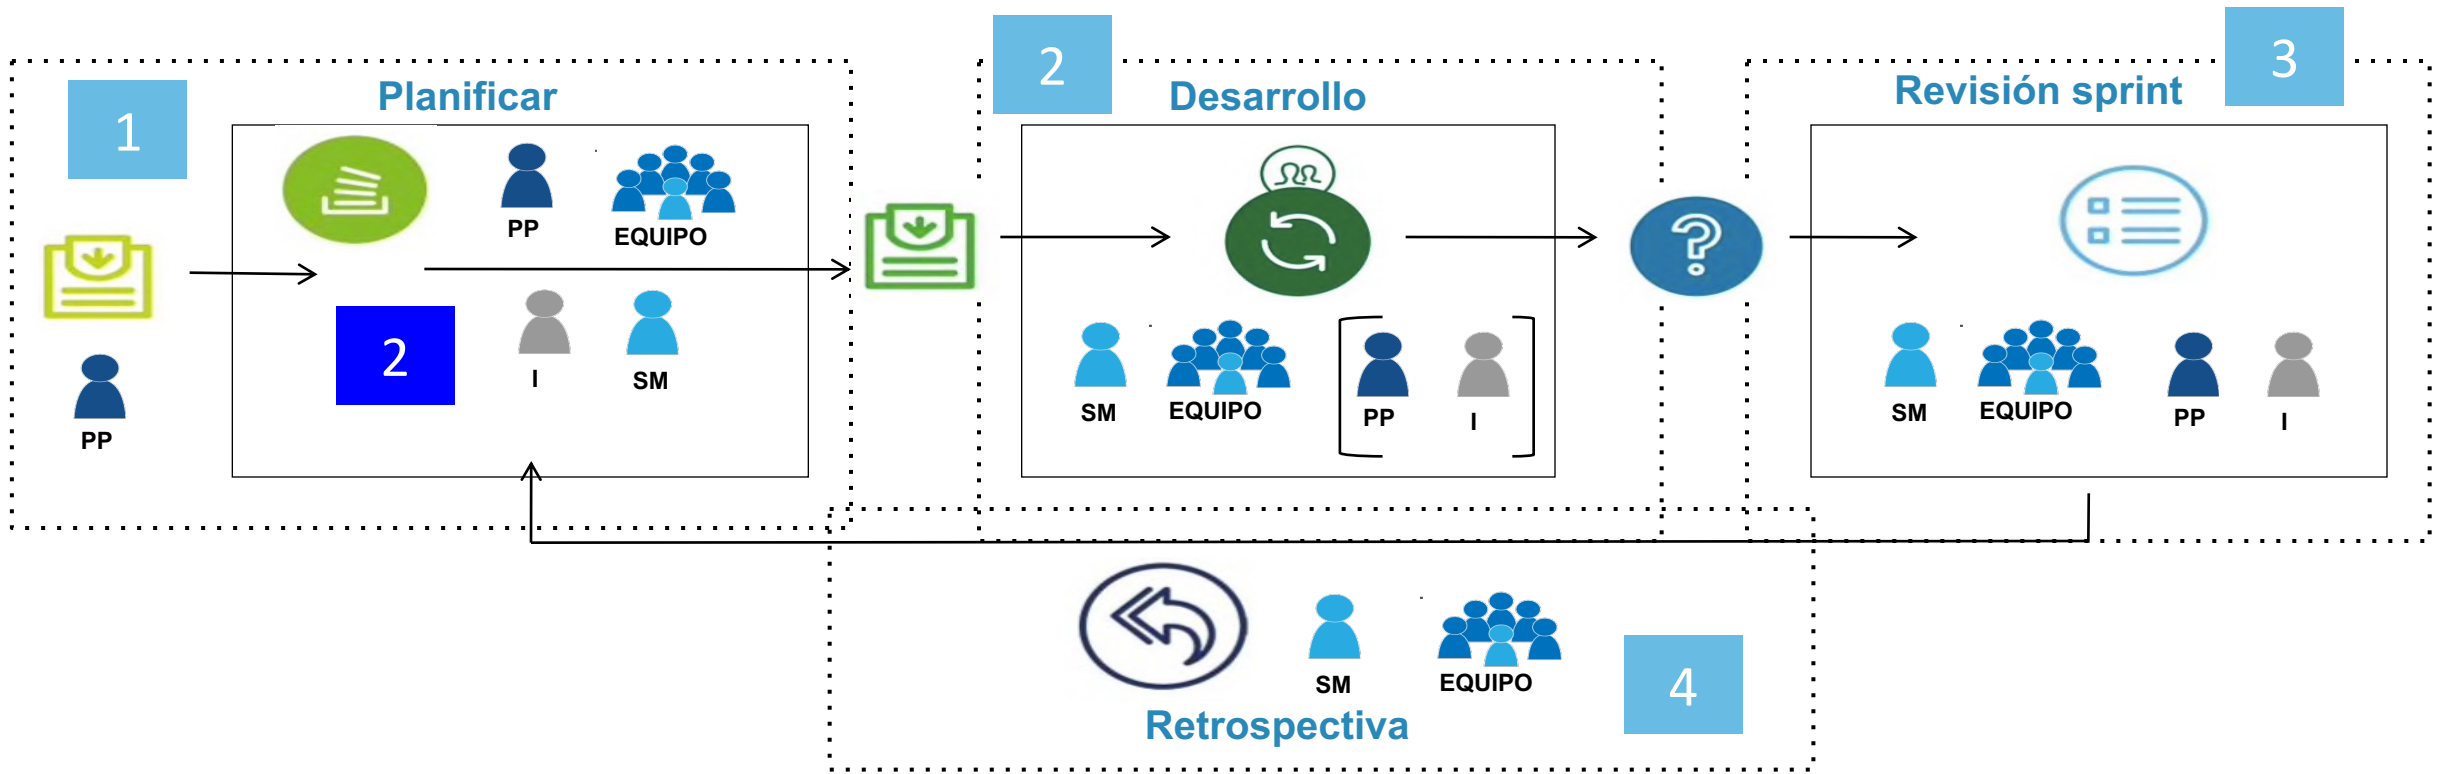 1
Planificar
PP
EQUIPO
2
I
SM
PP
2
Desarrollo
SM
EQUIPO
PP
I
3
Revisión sprint
SM
EQUIPO
PP
I
SM
EQUIPO
4
Retrospectiva